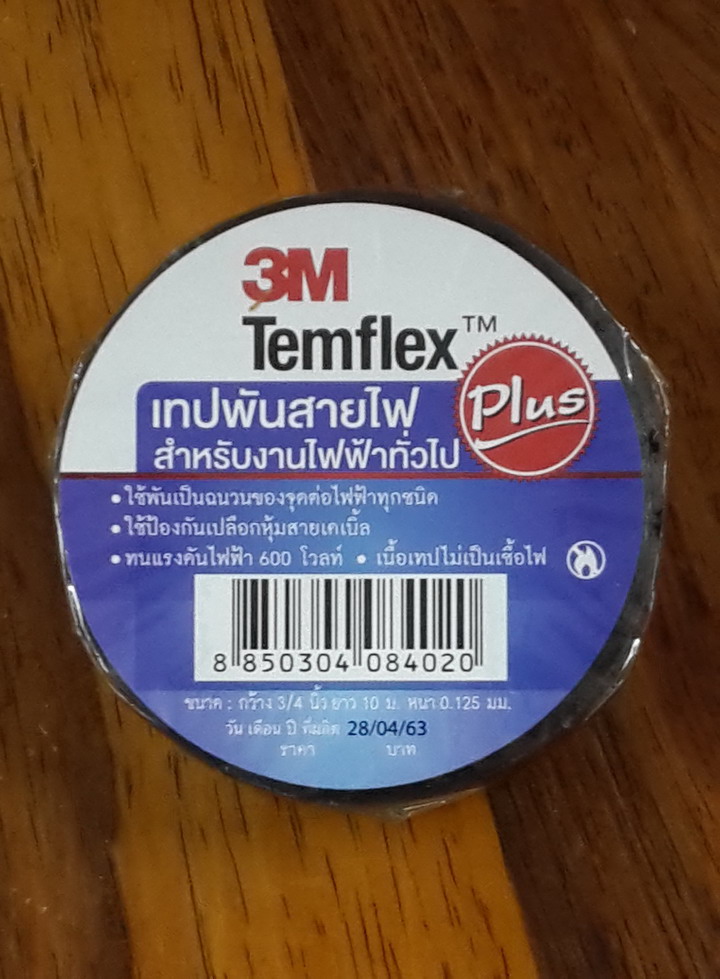 3M
Temflex™
Plus
เทปพันสายไฟ
สำหรับงานไฟฟ้าทั่วไป
• ใช้พันเป็นฉนวนของจุดต่อไฟฟ้าทุกชนิด
• ใช้ป้องกันเปลือกหุ้มสายเคเบิ้ล
• ทนแรงดันไฟฟ้า 600 โวลท์ • เนื้อเทปไม่เป็นเชื้อไฟ
8 850304 084020
ขนาด : กว้าง 3/4 นิ้ว ยาว 10 ม. หนา 0.125 มม.
วัน เดือน ปี ที่ผลิต 28/04/63
ราคา บาท